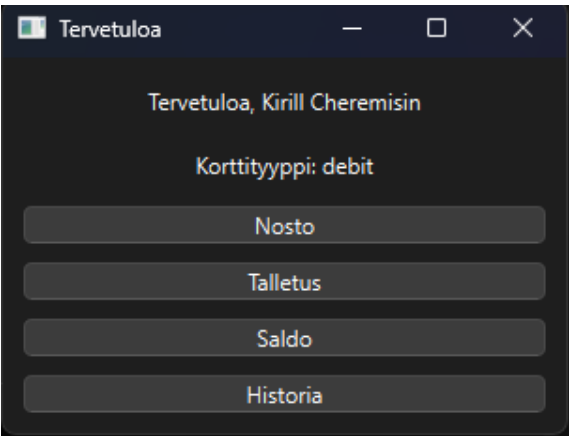 Tervetuloa
Tervetuloa, Kirill Cheremisin
Korttityyppi: debit
Nosto
Talletus
Saldo
Historia